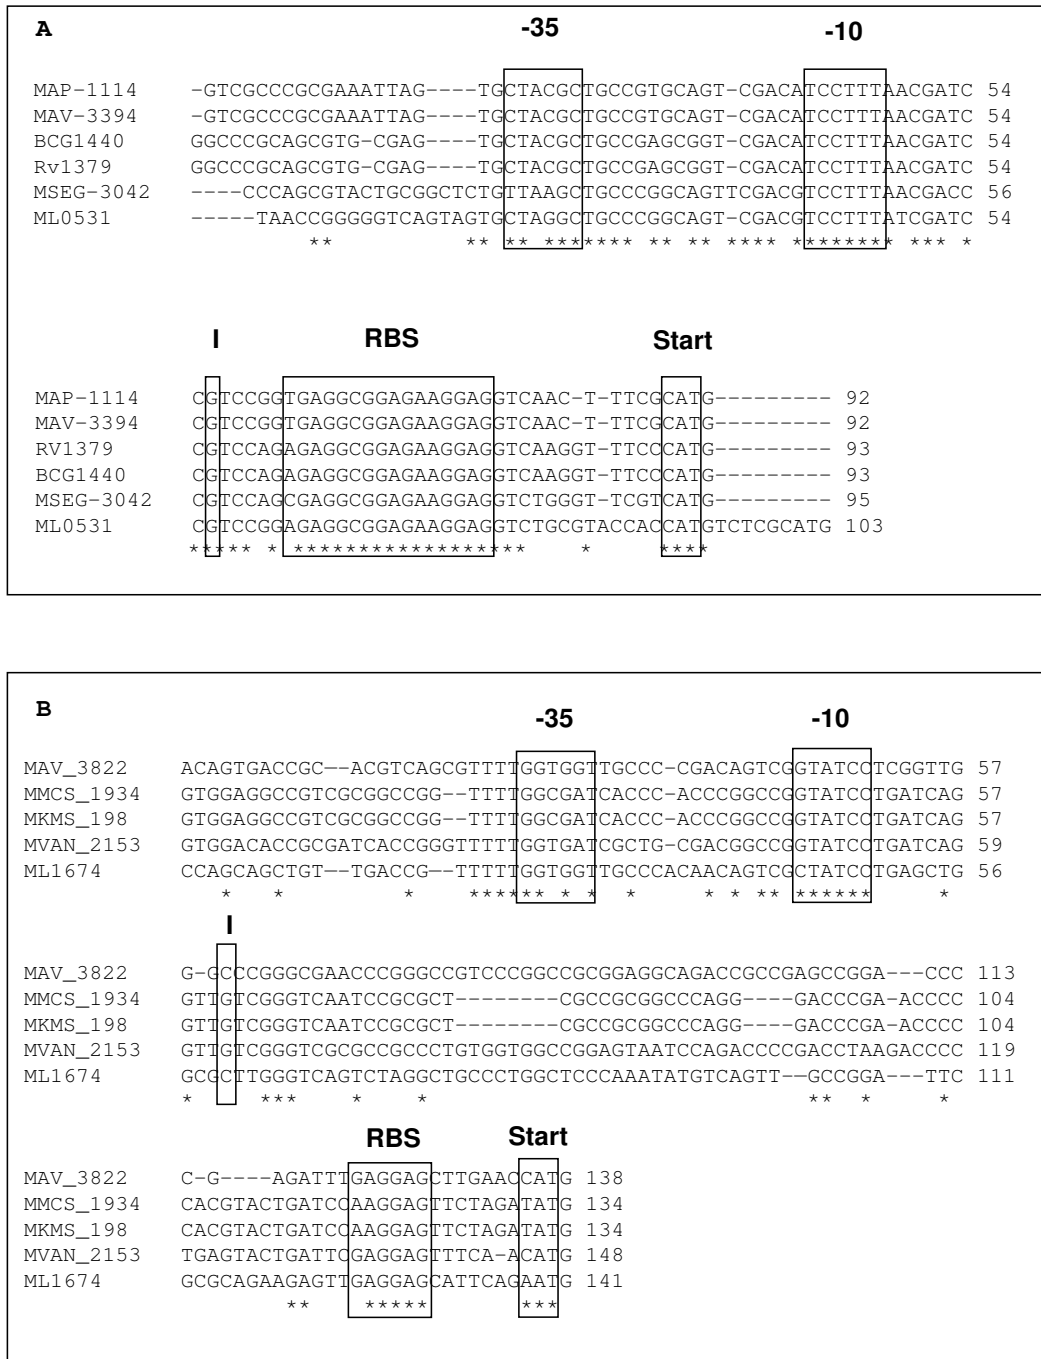 A
-35 -10
MAP-1114 -GTCGCCCGCGAAATTAG----TGCTACGCTGCCGTGCAGT-CGACATCCTTTAACGATC 54
MAV-3394 -GTCGCCCGCGAAATTAG----TGCTACGCTGCCGTGCAGT-CGACATCCTTTAACGATC 54
BCG1440 GGCCCGCAGCGTG-CGAG----TGCTACGCTGCCGAGCGGT-CGACATCCTTTAACGATC 54
Rv1379 GGCCCGCAGCGTG-CGAG----TGCTACGCTGCCGAGCGGT-CGACATCCTTTAACGATC 54
MSEG-3042 ----CCCAGCGTACTGCGGCTCTGTTAAGCTGCCCGGCAGTTCGACGTCCTTTAACGACC 56
ML0531 -----TAACCGGGGGTCAGTAGTGCTAGGCTGCCCGGCAGT-CGACGTCCTTTATCGATC 54
** ** ** ******* ** ** **** ******* *** *
I RBS Start
MAP-1114 CGTCCGGTGAGGCGGAGAAGGAGGTCAAC-T-TTCGCATG--------- 92
MAV-3394 CGTCCGGTGAGGCGGAGAAGGAGGTCAAC-T-TTCGCATG--------- 92
RV1379 CGTCCAGAGAGGCGGAGAAGGAGGTCAAGGT-TTCCCATG--------- 93
BCG1440 CGTCCAGAGAGGCGGAGAAGGAGGTCAAGGT-TTCCCATG--------- 93
MSEG-3042 CGTCCAGCGAGGCGGAGAAGGAGGTCTGGGT-TCGTCATG--------- 95
ML0531 CGTCCGGAGAGGCGGAGAAGGAGGTCTGCGTACCACCATGTCTCGCATG 103
***** * ****************** * ****
B
-35 -10
MAV_3822 ACAGTGACCGC--ACGTCAGCGTTTTGGTGGTTGCCC-CGACAGTCGGTATCCTCGGTTG 57
MMCS_1934 GTGGAGGCCGTCGCGGCCGG--TTTTGGCGATCACCC-ACCCGGCCGGTATCCTGATCAG 57
MKMS_198 GTGGAGGCCGTCGCGGCCGG--TTTTGGCGATCACCC-ACCCGGCCGGTATCCTGATCAG 57
MVAN_2153 GTGGACACCGCGATCACCGGGTTTTTGGTGATCGCTG-CGACGGCCGGTATCCTGATCAG 59
ML1674 CCAGCAGCTGT--TGACCG--TTTTTGGTGGTTGCCCACAACAGTCGCTATCCTGAGCTG 56
* * * ****** * * * * * ** ****** *
I
MAV_3822 G-GCCCGGGCGAACCCGGGCCGTCCCGGCCGCGGAGGCAGACCGCCGAGCCGGA---CCC 113
MMCS_1934 GTTGTCGGGTCAATCCGCGCT--------CGCCGCGGCCCAGG----GACCCGA-ACCCC 104
MKMS_198 GTTGTCGGGTCAATCCGCGCT--------CGCCGCGGCCCAGG----GACCCGA-ACCCC 104
MVAN_2153 GTTGTCGGGTCGCGCCGCCCTGTGGTGGCCGGAGTAATCCAGACCCCGACCTAAGACCCC 119
ML1674 GCGCTTGGGTCAGTCTAGGCTGCCCTGGCTCCCAAATATGTCAGTT--GCCGGA---TTC 111
* *** * * ** * *
RBS Start
MAV_3822 C-G----AGATTTGAGGAGCTTGAACCATG 138
MMCS_1934 CACGTACTGATCCAAGGAGTTCTAGATATG 134
MKMS_198 CACGTACTGATCCAAGGAGTTCTAGATATG 134
MVAN_2153 TGAGTACTGATTCGAGGAGTTTCA-ACATG 148
ML1674 GCGCAGAAGAGTTGAGGAGCATTCAGAATG 141
** ***** ***